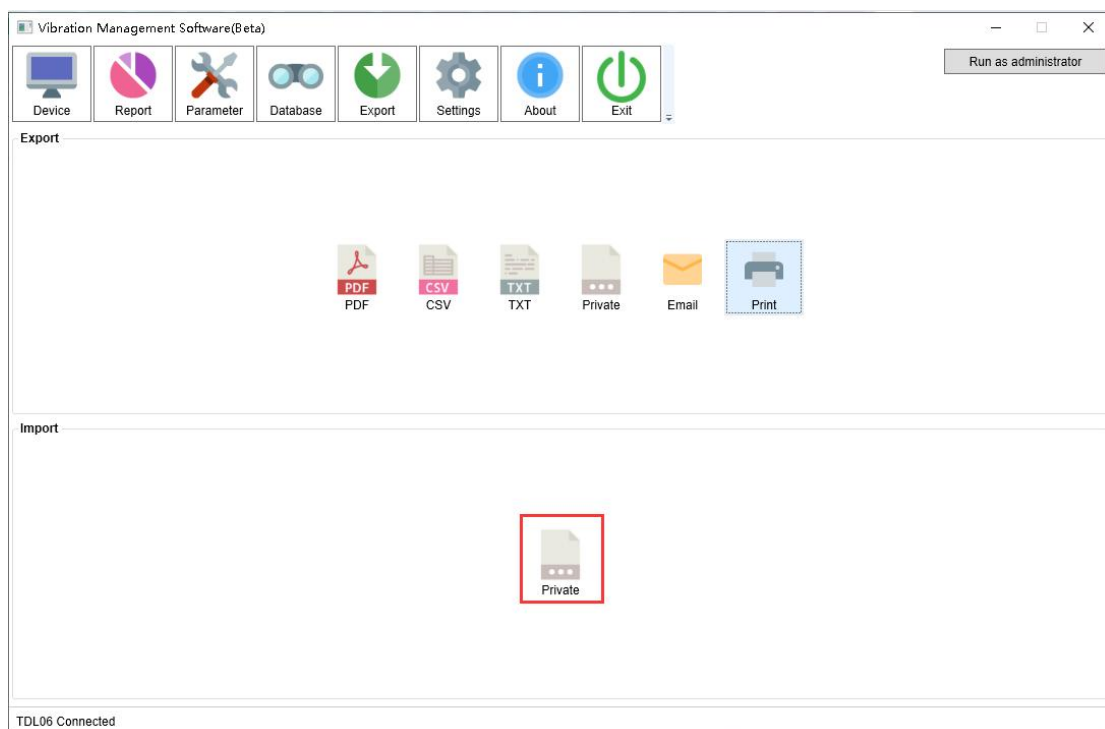 Vibration Management Software(Beta)
Run as administrator
Device Report Parameter Database Export Settings About Exit
Export
PDF CSV TXT
PDF CSV TXT Private Email Print
Import
Private
TDL06 Connected